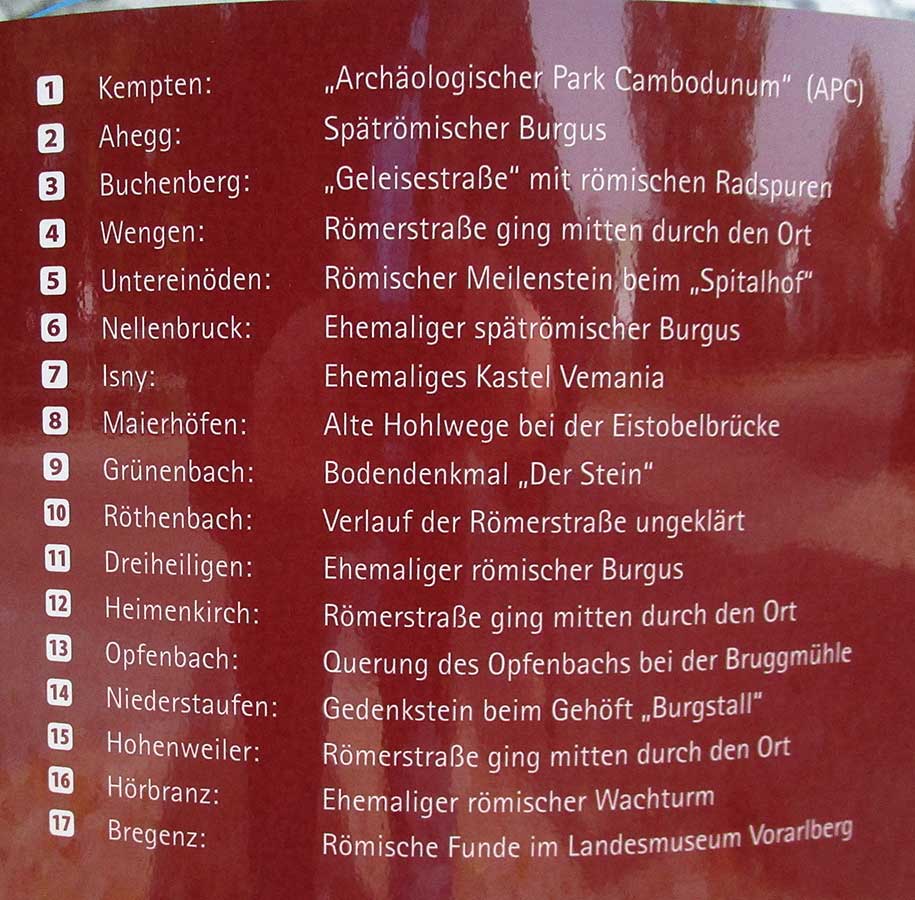 1 Kempten: „Archäologischer Park Cambodunum“ (APC)
2 Ahegg: Spätrömischer Burgus
3 Buchenberg: „Geleisestraße“ mit römischen Radspuren
4 Wengen: Römerstraße ging mitten durch den Ort
5 Untereinöden: Römischer Meilenstein beim „Spitalhof“
6 Nellenbruck: Ehemaliger spätrömischer Burgus
7 Isny: Ehemaliges Kastel Vemania
8 Maierhöfen: Alte Hohlwege bei der Eistobelbrücke
9 Grünenbach: Bodendenkmal „Der Stein“
10 Röthenbach: Verlauf der Römerstraße ungeklärt
11 Dreiheiligen: Ehemaliger römischer Burgus
12 Heimenkirch: Römerstraße ging mitten durch den Ort
13 Opfenbach: Querung des Opfenbachs bei der Bruggmühle
14 Niederstaufen: Gedenkstein beim Gehöft „Burgstall“
15 Hohenweiler: Römerstraße ging mitten durch den Ort
16 Hörbranz: Ehemaliger römischer Wachturm
17 Bregenz: Römische Funde im Landesmuseum Vorarlberg